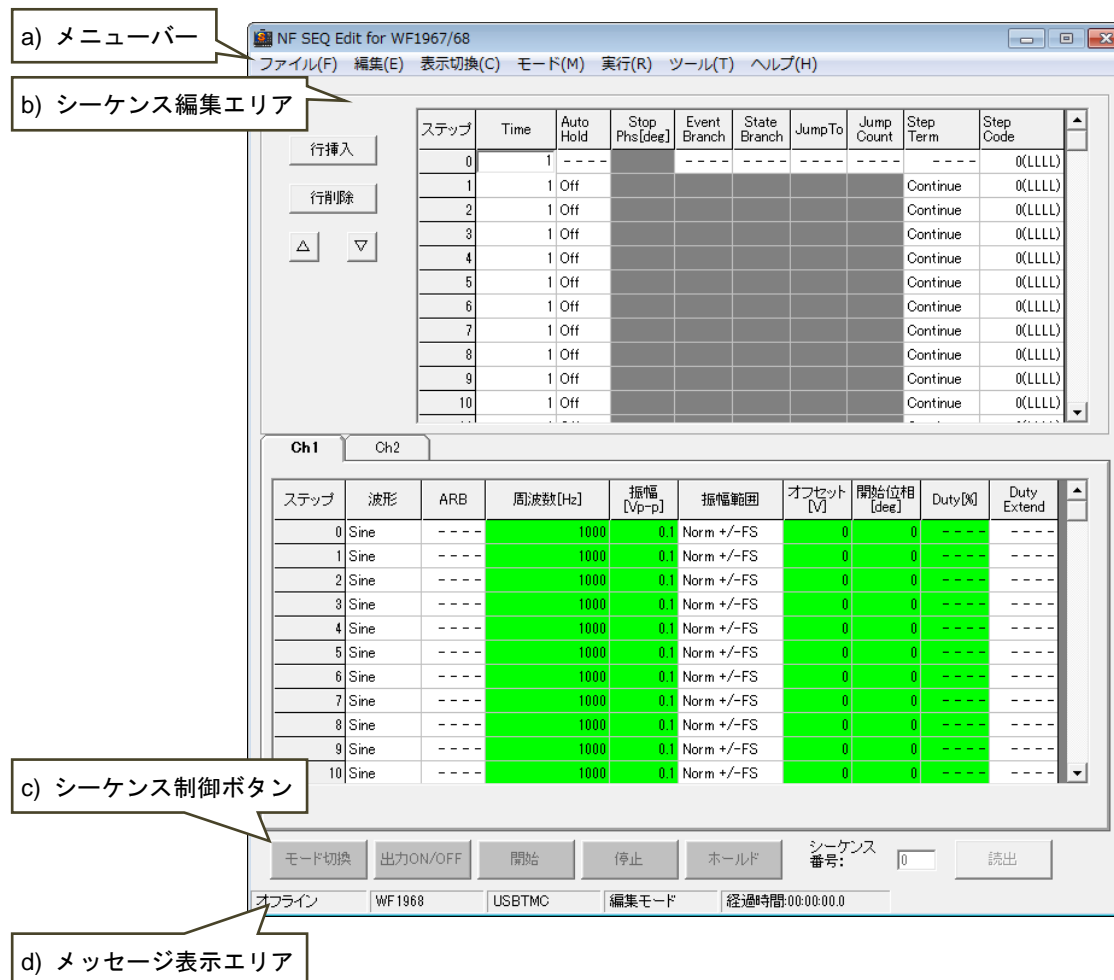 a) メニューバー
NF SEQ Edit for WF1967/68
ファイル(F) 編集(E) 表示切換(C) モード(M) 実行(R) ツール(T) ヘルプ(H)
b) シーケンス編集エリア
行挿入
行削除
△ ▽
ステップ Time Auto Hold Stop Phs[deg] Event Branch State Branch JumpTo Jump Count Step Term Step Code
0 1 ---- ---- ---- ---- ---- ---- 0(LLLL)
1 1 Off Continue 0(LLLL)
2 1 Off Continue 0(LLLL)
3 1 Off Continue 0(LLLL)
4 1 Off Continue 0(LLLL)
5 1 Off Continue 0(LLLL)
6 1 Off Continue 0(LLLL)
7 1 Off Continue 0(LLLL)
8 1 Off Continue 0(LLLL)
9 1 Off Continue 0(LLLL)
10 1 Off Continue 0(LLLL)
Ch1 Ch2
ステップ 波形 ARB 周波数[Hz] 振幅[Vp-p] 振幅範囲 オフセット[V] 開始位相[deg] Duty[%] Duty Extend
0 Sine ---- 1000 0.1 Norm +/-FS 0 0 ---- ----
1 Sine ---- 1000 0.1 Norm +/-FS 0 0 ---- ----
2 Sine ---- 1000 0.1 Norm +/-FS 0 0 ---- ----
3 Sine ---- 1000 0.1 Norm +/-FS 0 0 ---- ----
4 Sine ---- 1000 0.1 Norm +/-FS 0 0 ---- ----
5 Sine ---- 1000 0.1 Norm +/-FS 0 0 ---- ----
6 Sine ---- 1000 0.1 Norm +/-FS 0 0 ---- ----
7 Sine ---- 1000 0.1 Norm +/-FS 0 0 ---- ----
8 Sine ---- 1000 0.1 Norm +/-FS 0 0 ---- ----
9 Sine ---- 1000 0.1 Norm +/-FS 0 0 ---- ----
10 Sine ---- 1000 0.1 Norm +/-FS 0 0 ---- ----
c) シーケンス制御ボタン
モード切換 出力ON/OFF 開始 停止 ホールド シーケンス番号: 0 読出
オフライン WF1968 USBTMC 編集モード 経過時間:00:00:00.0
d) メッセージ表示エリア